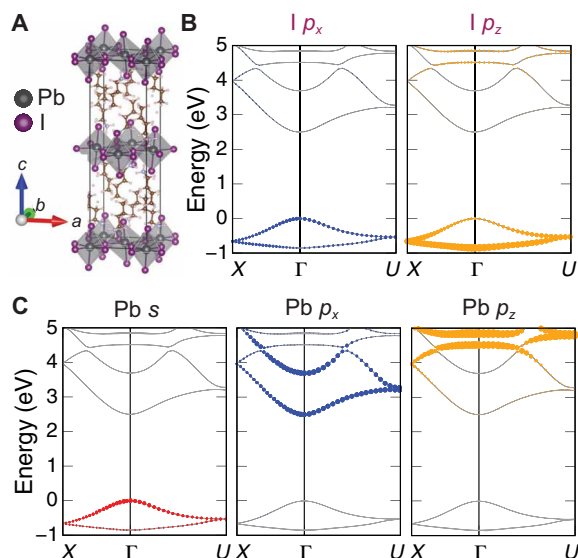 A
Pb
I
c
b
a
B
I px
I pz
Energy (eV)
5
4
3
2
1
0
−1
X
Γ
U
X
Γ
U
C
Pb s
Pb px
Pb pz
Energy (eV)
5
4
3
2
1
0
−1
X
Γ
U
X
Γ
U
X
Γ
U